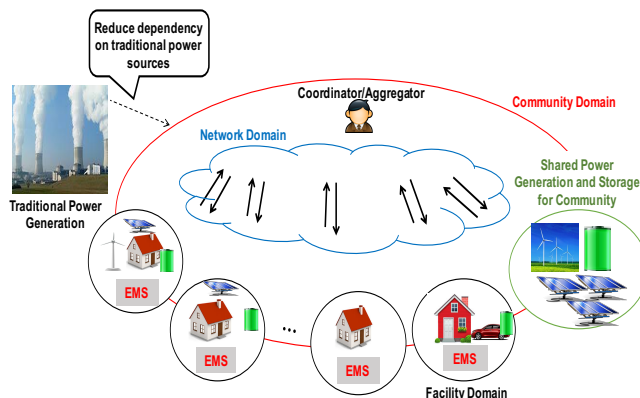 Reduce dependency
on traditional power
sources
Coordinator/Aggregator
Community Domain
Network Domain
Shared Power
Generation and Storage
for Community
Traditional Power
Generation
EMS
EMS
...
EMS
EMS
Facility Domain